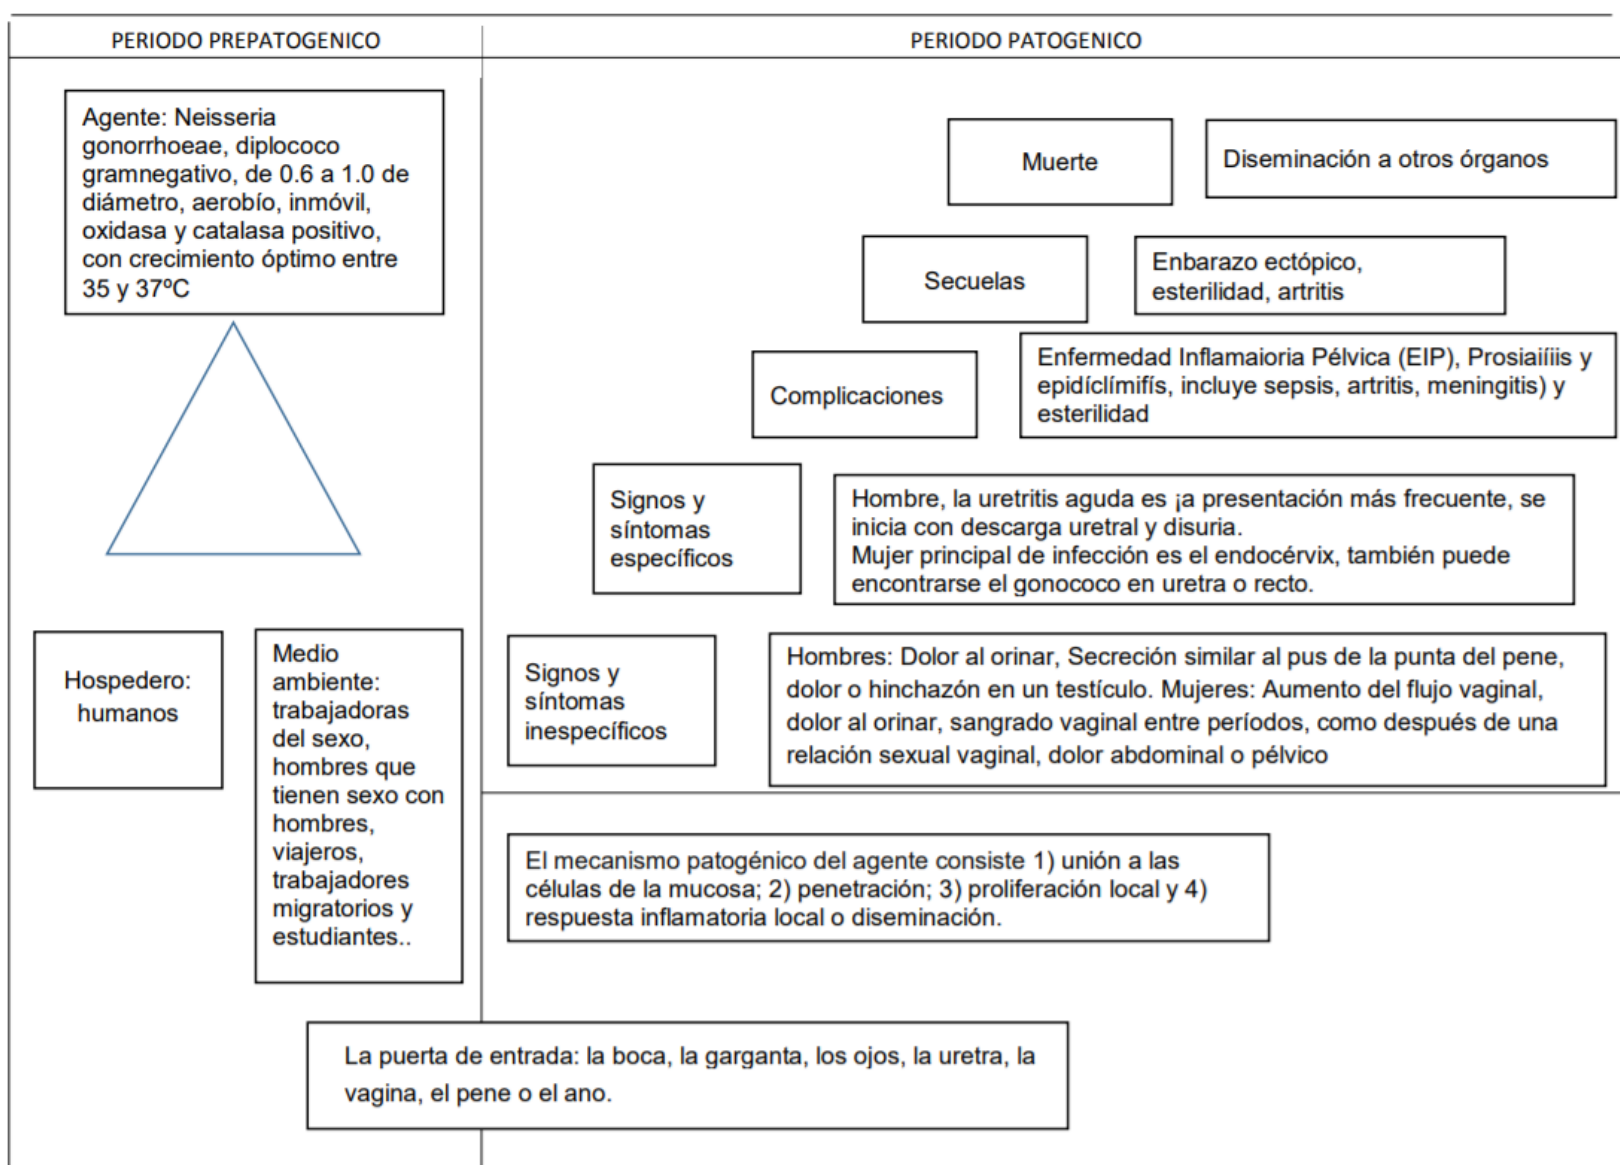 PERIODO PREPATOGENICO
PERIODO PATOGENICO
Agente: Neisseria
gonorrhoeae, diplococo
gramnegativo, de 0.6 a 1.0 de
diámetro, aerobío, inmóvil,
oxidasa y catalasa positivo,
con crecimiento óptimo entre
35 y 37ºC
Muerte
Diseminación a otros órganos
Secuelas
Enbarazo ectópico,
esterilidad, artritis
Complicaciones
Enfermedad Inflamaioria Pélvica (EIP), Prosiaiíiis y
epidíclímifís, incluye sepsis, artritis, meningitis) y
esterilidad
Signos y
síntomas
específicos
Hombre, la uretritis aguda es ¡a presentación más frecuente, se
inicia con descarga uretral y disuria.
Mujer principal de infección es el endocérvix, también puede
encontrarse el gonococo en uretra o recto.
Hospedero:
humanos
Medio
ambiente:
trabajadoras
del sexo,
hombres que
tienen sexo con
hombres,
viajeros,
trabajadores
migratorios y
estudiantes..
Signos y
síntomas
inespecíficos
Hombres: Dolor al orinar, Secreción similar al pus de la punta del pene,
dolor o hinchazón en un testículo. Mujeres: Aumento del flujo vaginal,
dolor al orinar, sangrado vaginal entre períodos, como después de una
relación sexual vaginal, dolor abdominal o pélvico
El mecanismo patogénico del agente consiste 1) unión a las
células de la mucosa; 2) penetración; 3) proliferación local y 4)
respuesta inflamatoria local o diseminación.
La puerta de entrada: la boca, la garganta, los ojos, la uretra, la
vagina, el pene o el ano.